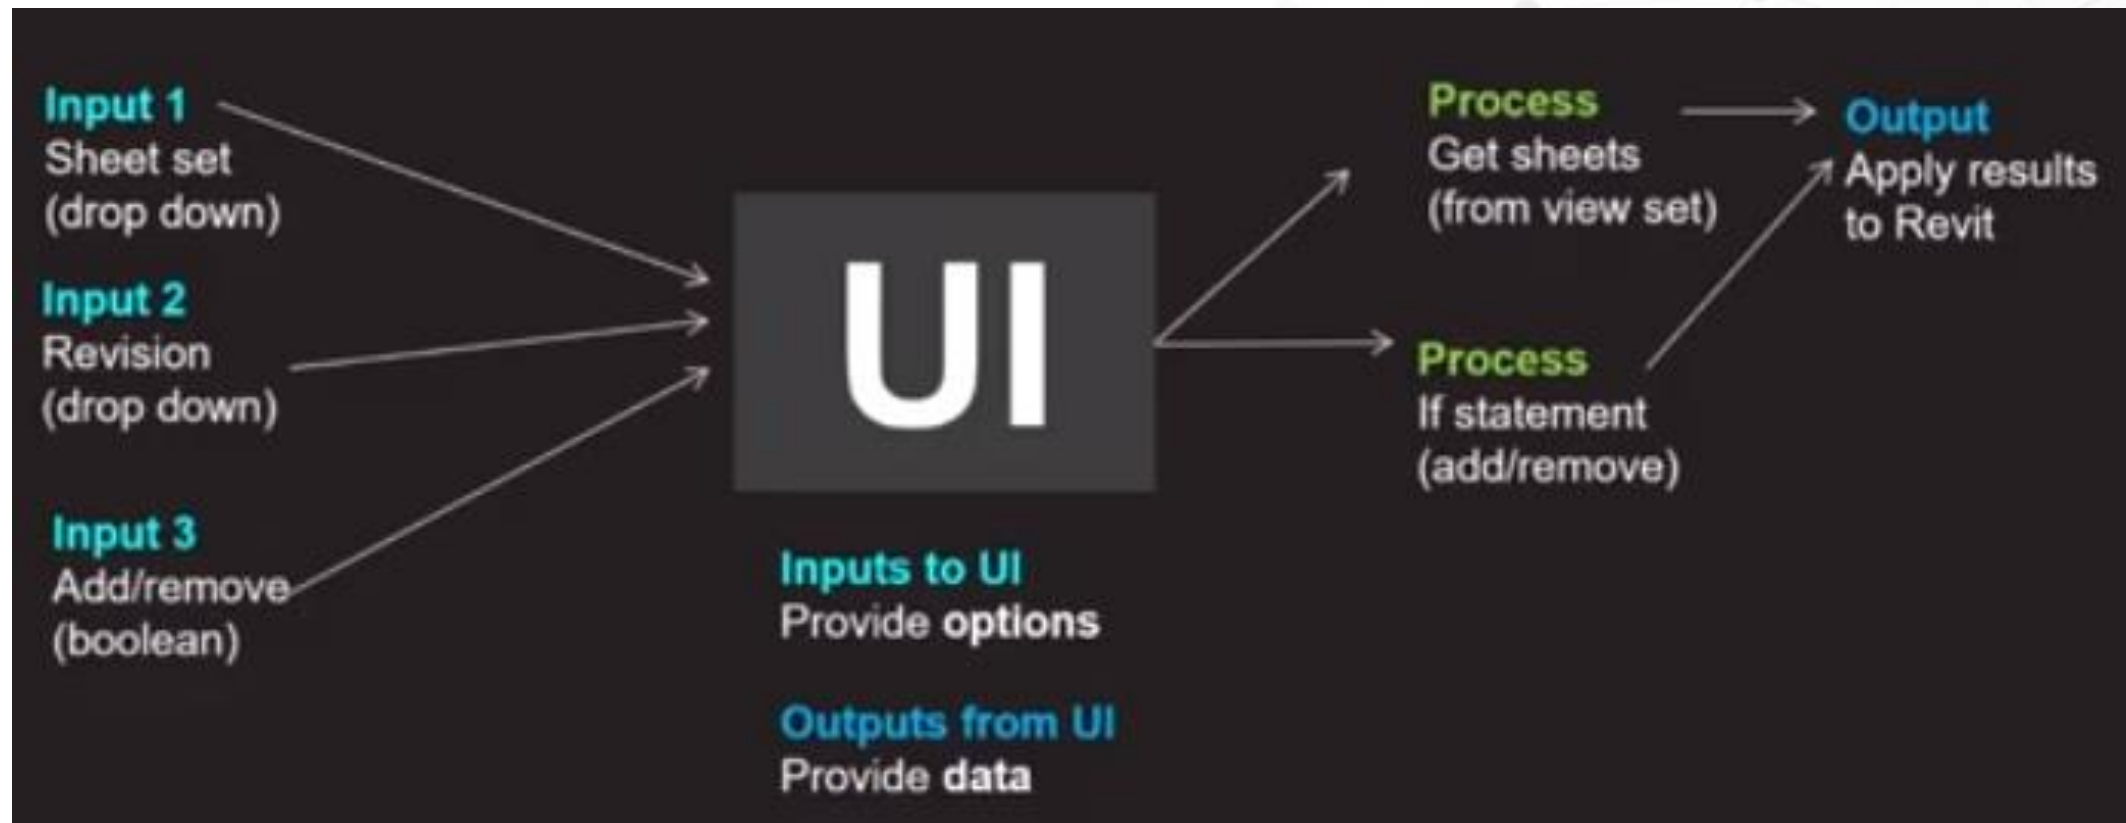 Input 1
Sheet set
(drop down)
Input 2
Revision
(drop down)
Input 3
Add/remove
(boolean)
UI
Inputs to UI
Provide options
Outputs from UI
Provide data
Process
Get sheets
(from view set)
Process
If statement
(add/remove)
Output
Apply results
to Revit